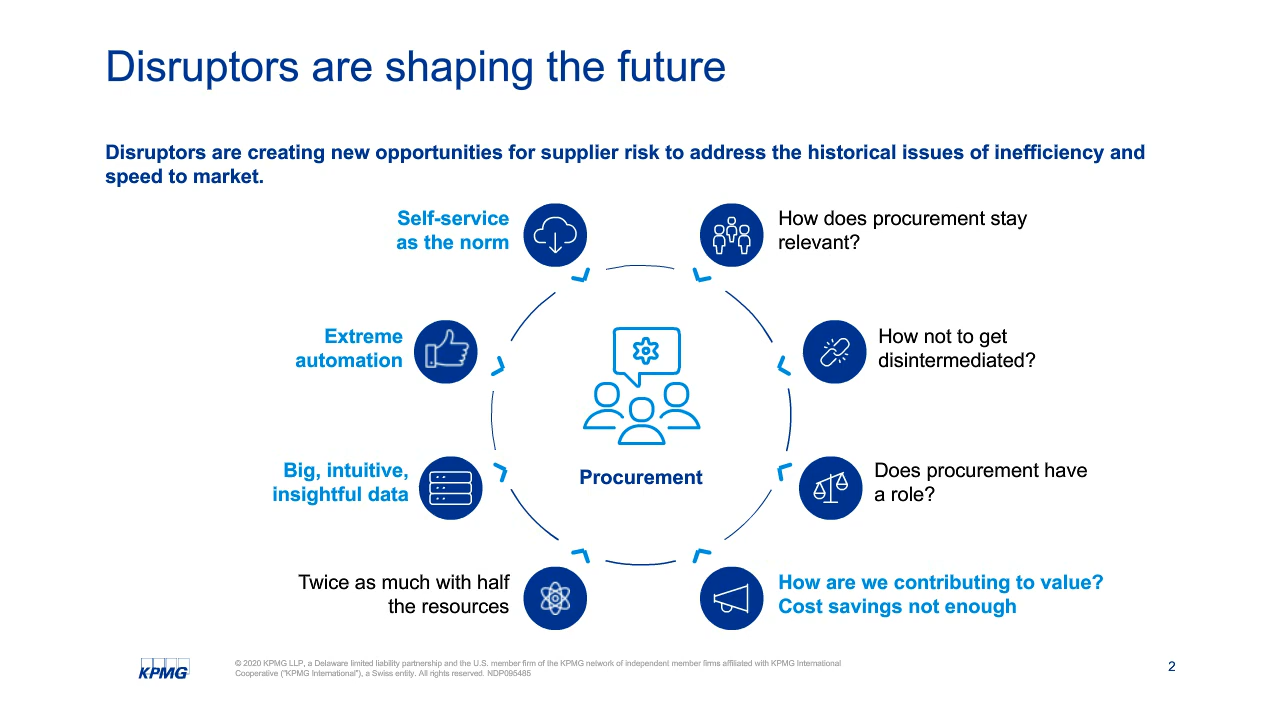 Disruptors are shaping the future
Disruptors are creating new opportunities for supplier risk to address the historical issues of inefficiency and
speed to market.
Self-service
as the norm
How does procurement stay
relevant?
Extreme
automation
How not to get
disintermediated?
Big, intuitive,
insightful data
Procurement
Does procurement have
a role?
Twice as much with half
the resources
How are we contributing to value?
Cost savings not enough
KPMG
© 2020 KPMG LLP, a Delaware limited liability partnership and the U.S. member firm of the KPMG network of independent member firms affiliated with KPMG International
Cooperative ("KPMG International"), a Swiss entity. All rights reserved. NDP095485
2